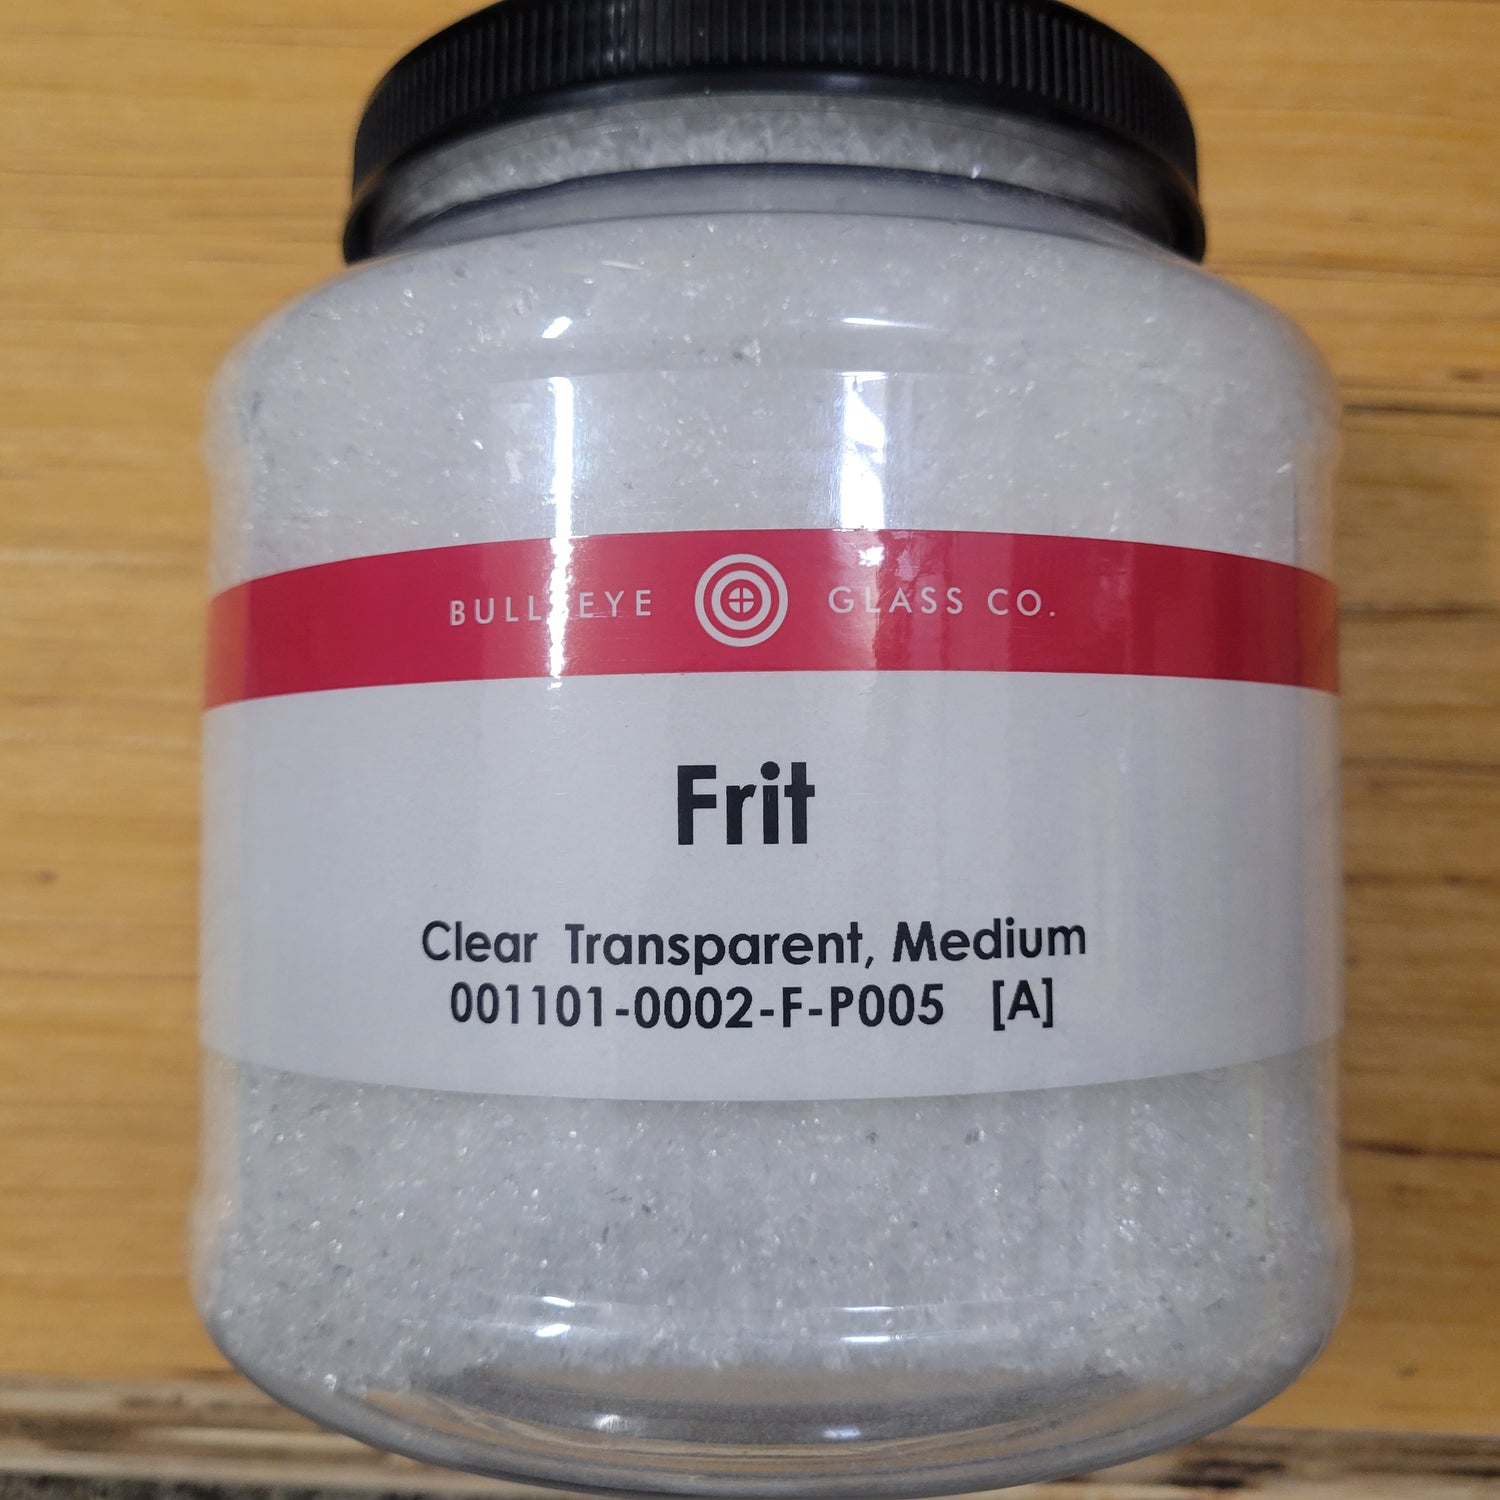 BULLSEYE GLASS CO.
Frit
Clear Transparent, Medium
001101-0002-F-P005 [A]